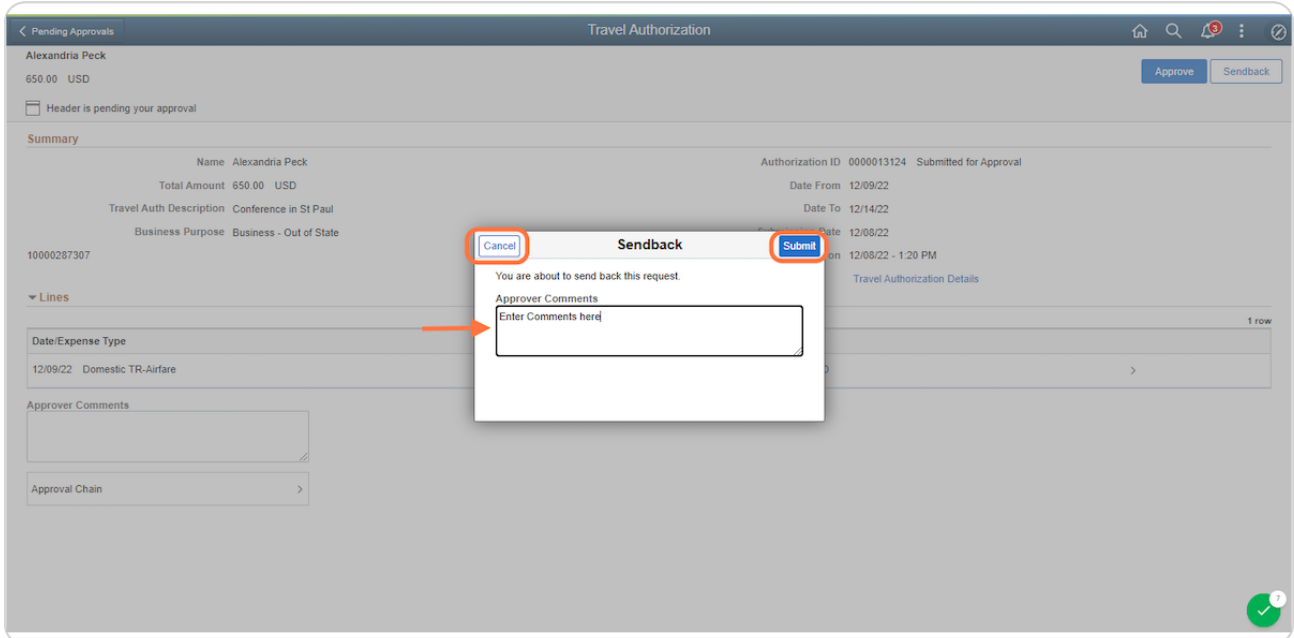 Pending Approvals
Travel Authorization
3
Alexandria Peck
650.00 USD
Approve
Sendback
Header is pending your approval
Summary
Name Alexandria Peck
Authorization ID 0000013124 Submitted for Approval
Total Amount 650.00 USD
Date From 12/09/22
Travel Auth Description Conference in St Paul
Date To 12/14/22
Business Purpose Business - Out of State
Date 12/08/22
10000287307
on 12/08/22 - 1:20 PM
Travel Authorization Details
Lines
1 row
Date/Expense Type
12/09/22 Domestic TR-Airfare
Approver Comments
Approval Chain
Cancel
Sendback
Submit
You are about to send back this request.
Approver Comments
Enter Comments here
7